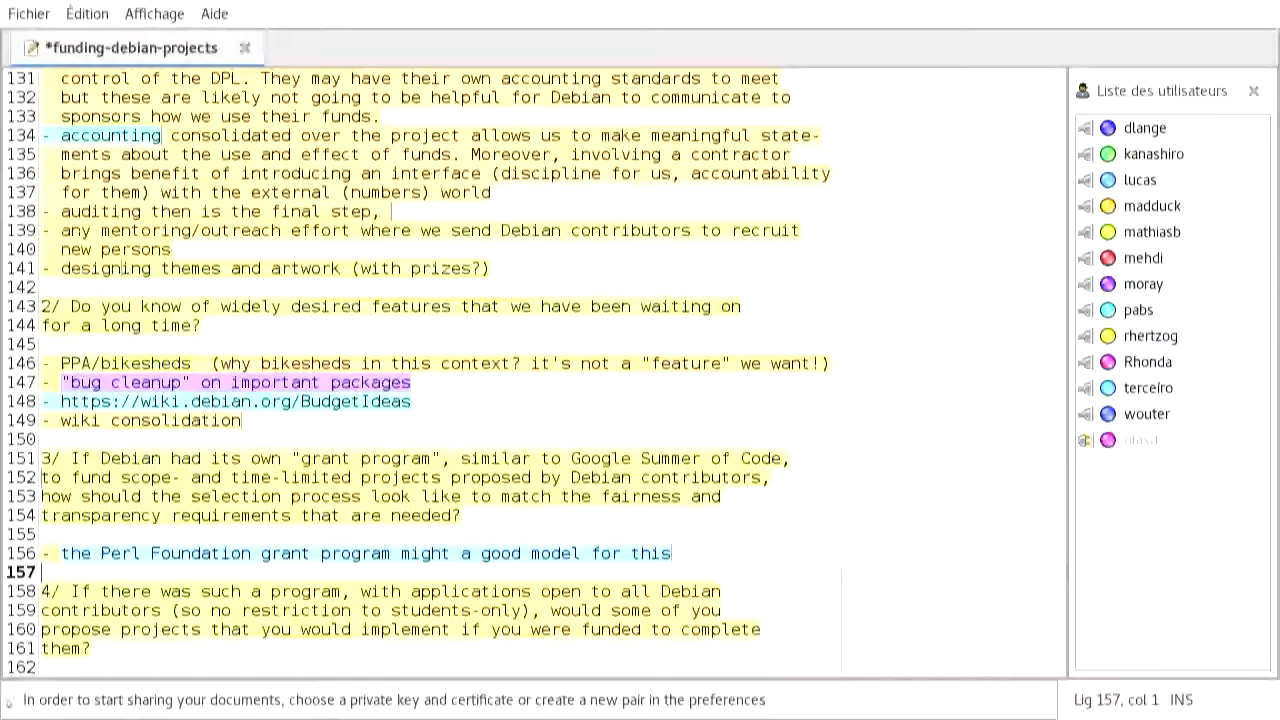 Fichier Édition Affichage Aide
*funding-debian-projects
131 control of the DPL. They may have their own accounting standards to meet
132 but these are likely not going to be helpful for Debian to communicate to
133 sponsors how we use their funds.
134 - accounting consolidated over the project allows us to make meaningful state-
135 ments about the use and effect of funds. Moreover, involving a contractor
136 brings benefit of introducing an interface (discipline for us, accountability
137 for them) with the external (numbers) world
138 - auditing then is the final step,
139 - any mentoring/outreach effort where we send Debian contributors to recruit
140 new persons
141 - designing themes and artwork (with prizes?)
142
143 2/ Do you know of widely desired features that we have been waiting on
144 for a long time?
145
146 - PPA/bikesheds (why bikesheds in this context? it's not a "feature" we want!)
147 - "bug cleanup" on important packages
148 - https://wiki.debian.org/BudgetIdeas
149 - wiki consolidation
150
151 3/ If Debian had its own "grant program", similar to Google Summer of Code,
152 to fund scope- and time-limited projects proposed by Debian contributors,
153 how should the selection process look like to match the fairness and
154 transparency requirements that are needed?
155
156 - the Perl Foundation grant program might a good model for this
157
158 4/ If there was such a program, with applications open to all Debian
159 contributors (so no restriction to students-only), would some of you
160 propose projects that you would implement if you were funded to complete
161 them?
162
Liste des utilisateurs
dlange
kanashiro
lucas
madduck
mathiasb
mehdi
moray
pabs
rhertzog
Rhonda
terceiro
wouter
In order to start sharing your documents, choose a private key and certificate or create a new pair in the preferences
Lig 157, col 1 INS